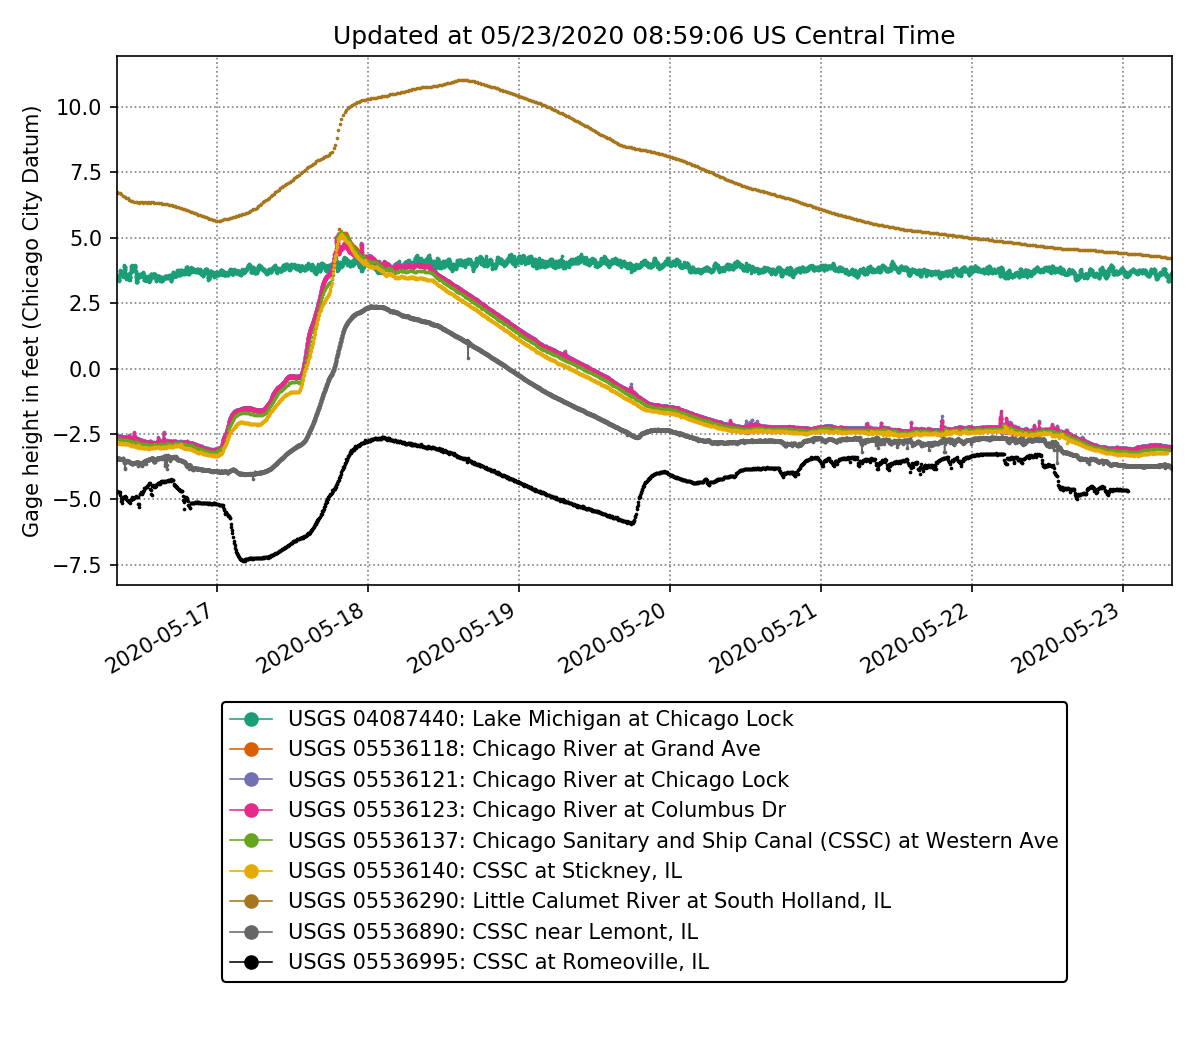 Updated at 05/23/2020 08:59:06 US Central Time
Gage height in feet (Chicago City Datum)
10.0
7.5
5.0
2.5
0.0
−2.5
−5.0
−7.5
2020-05-17
2020-05-18
2020-05-19
2020-05-20
2020-05-21
2020-05-22
2020-05-23
USGS 04087440: Lake Michigan at Chicago Lock
USGS 05536118: Chicago River at Grand Ave
USGS 05536121: Chicago River at Chicago Lock
USGS 05536123: Chicago River at Columbus Dr
USGS 05536137: Chicago Sanitary and Ship Canal (CSSC) at Western Ave
USGS 05536140: CSSC at Stickney, IL
USGS 05536290: Little Calumet River at South Holland, IL
USGS 05536890: CSSC near Lemont, IL
USGS 05536995: CSSC at Romeoville, IL